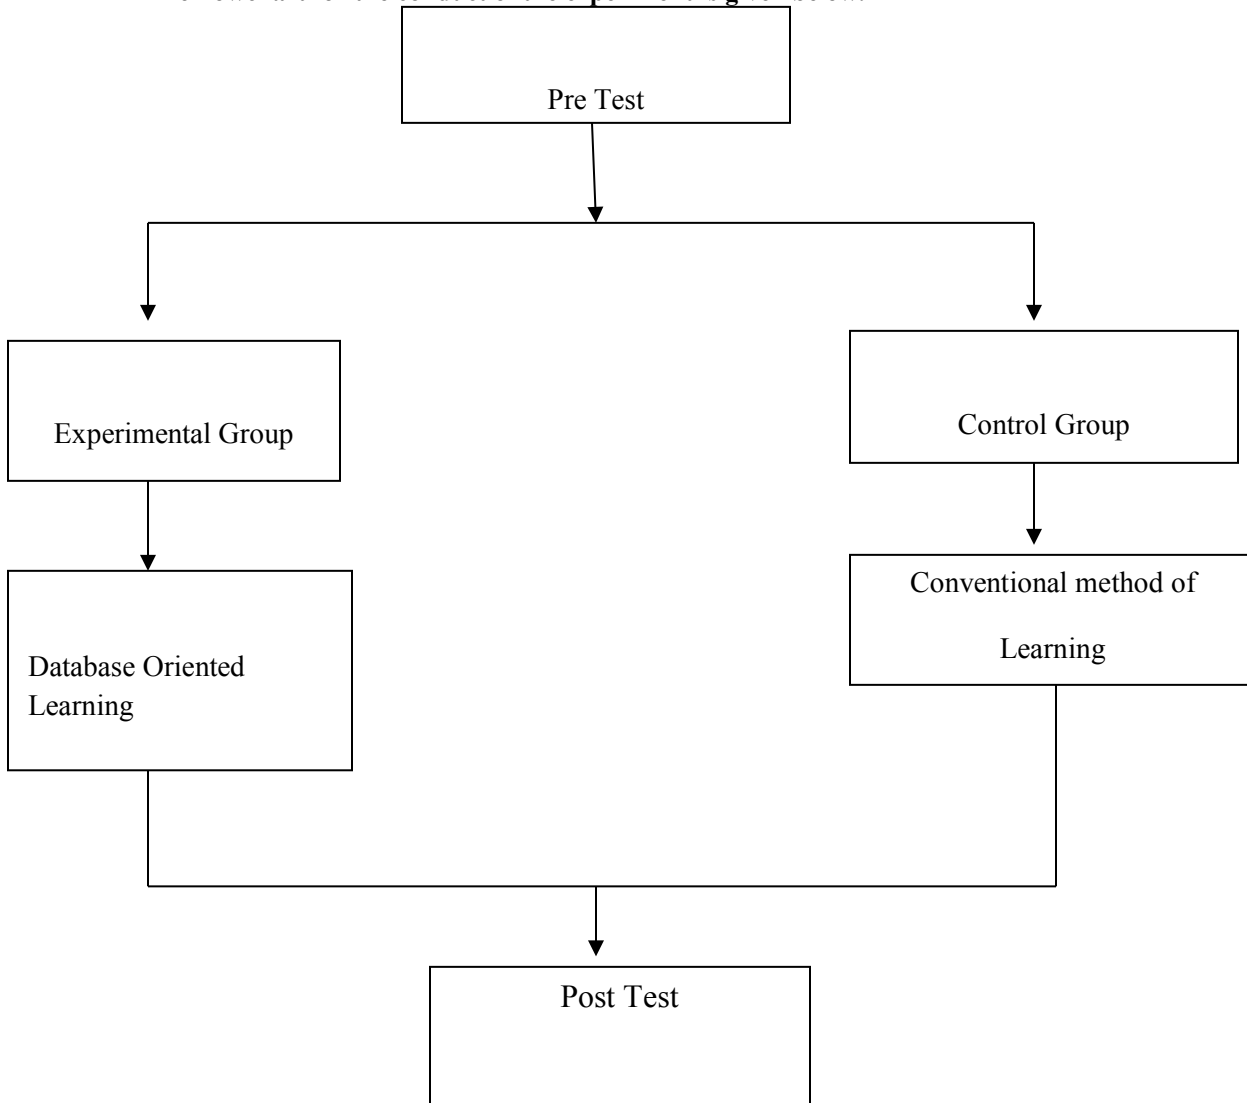 Pre Test
Experimental Group
Control Group
Database Oriented
Learning
Conventional method of
Learning
Post Test